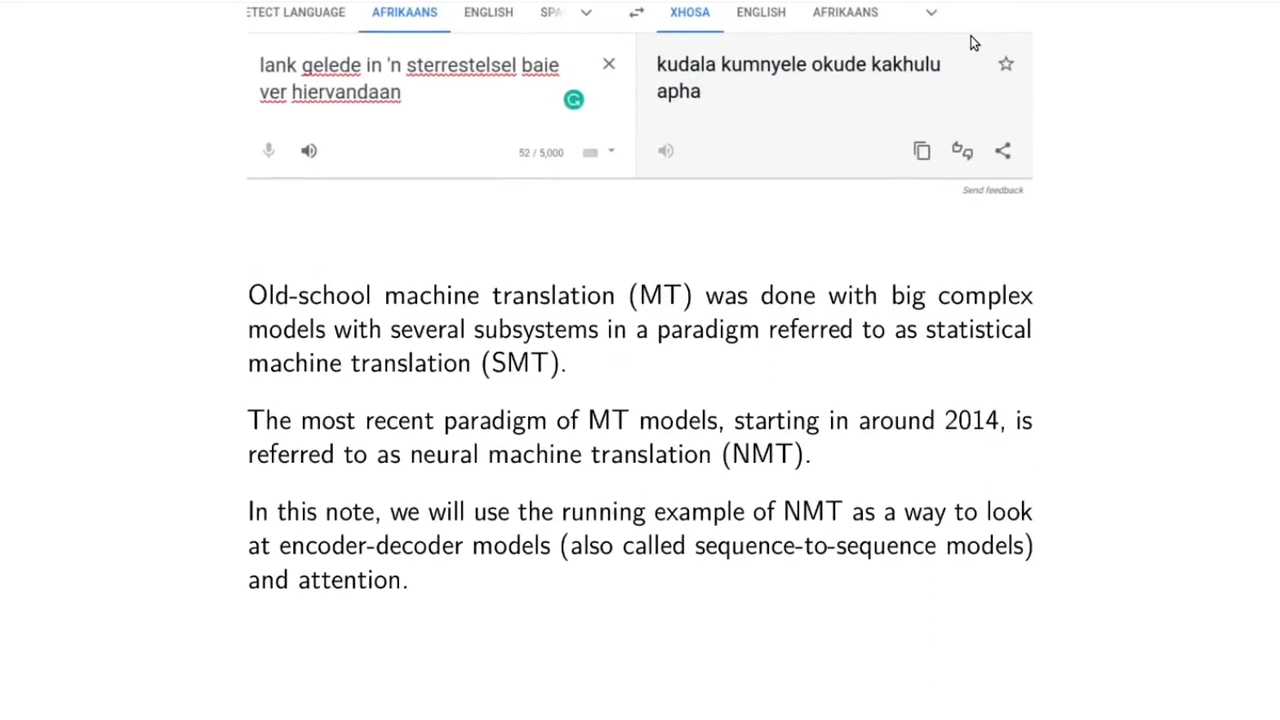 ETECT LANGUAGE AFRIKAANS ENGLISH SPA XHOSA ENGLISH AFRIKAANS
lank gelede in 'n sterrestelsel baie
ver hiervandaan
kudala kumnyele okude kakhulu
apha
52 / 5,000
Send feedback
Old-school machine translation (MT) was done with big complex
models with several subsystems in a paradigm referred to as statistical
machine translation (SMT).
The most recent paradigm of MT models, starting in around 2014, is
referred to as neural machine translation (NMT).
In this note, we will use the running example of NMT as a way to look
at encoder-decoder models (also called sequence-to-sequence models)
and attention.